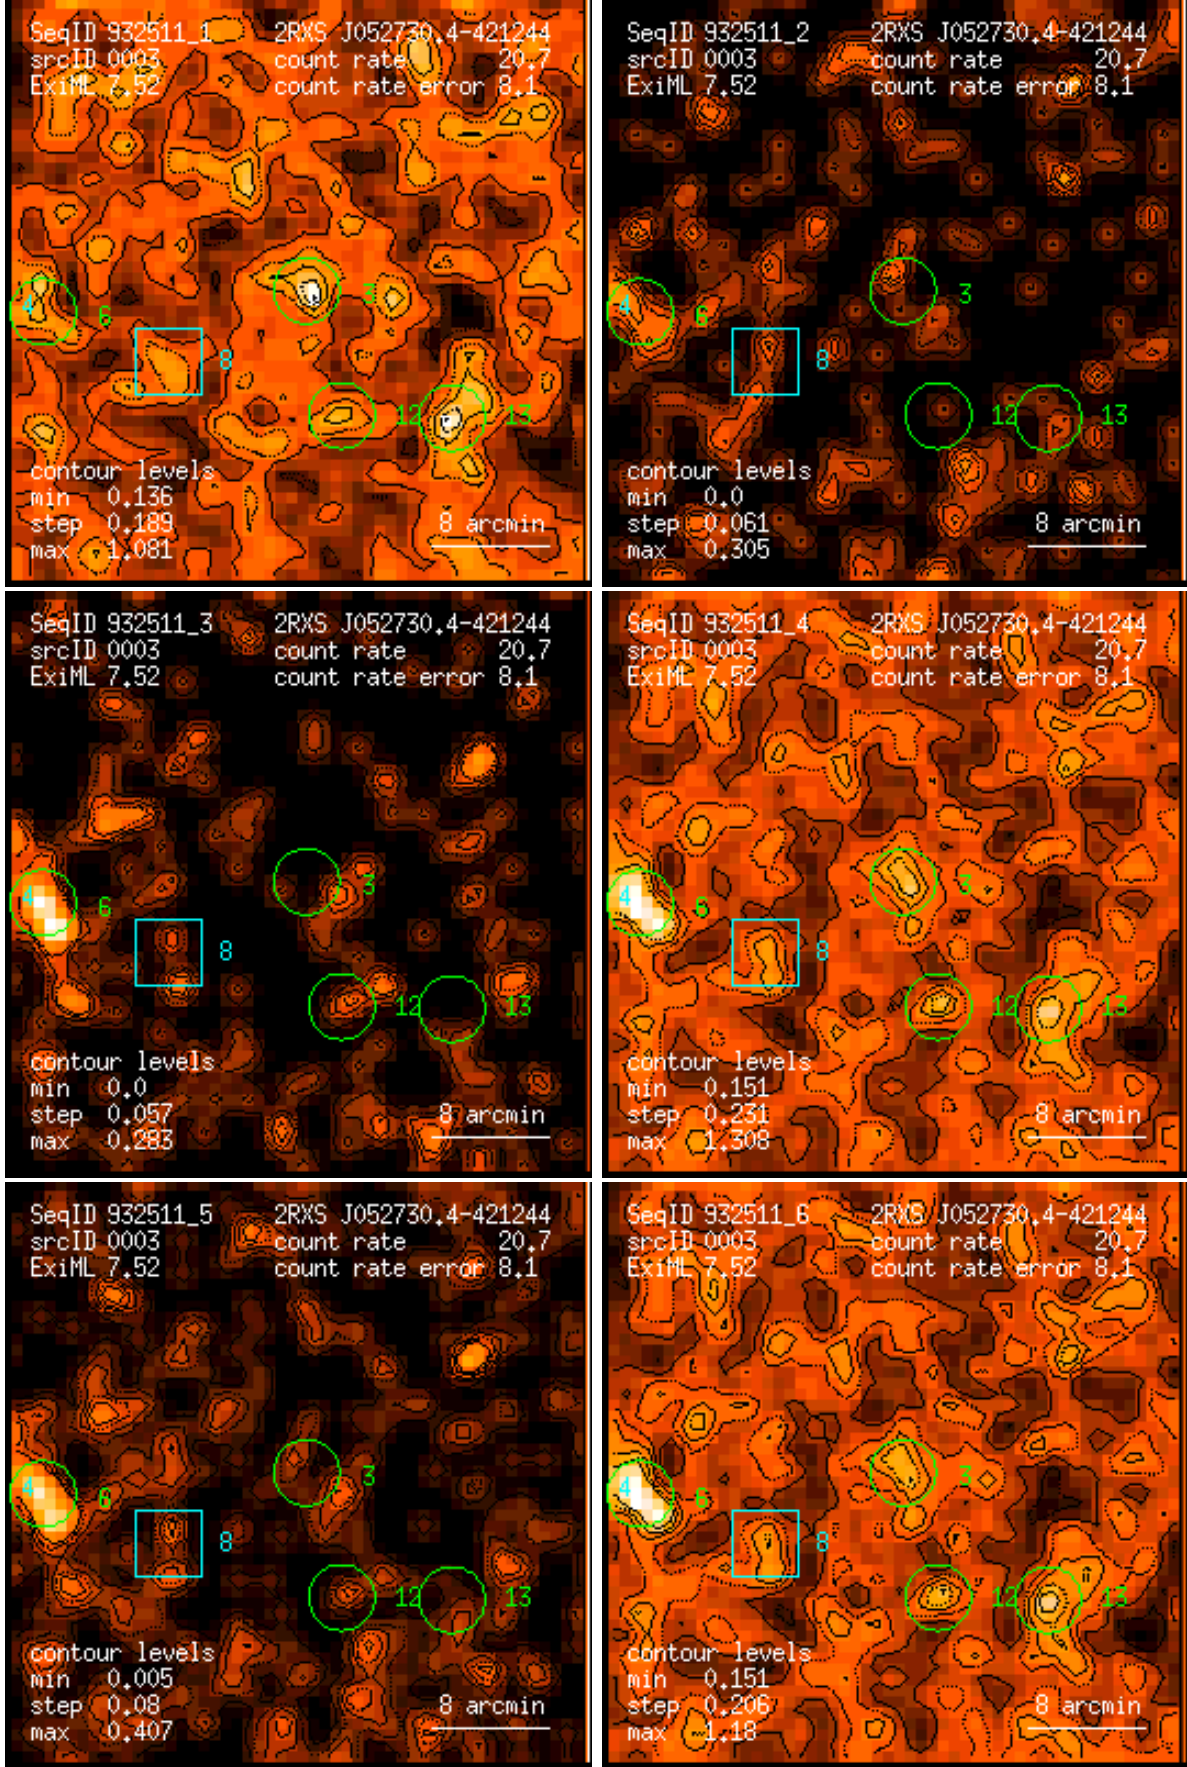 SeqID 932511_1 2RXS J052730.4-421244
srcID 0003 count rate 20.7
ExiML 7.52 count rate error 8.1
4 6 3
8
12 13
contour levels
min 0.136
step 0.189 8 arcmin
max 1.081
SeqID 932511_2 2RXS J052730.4-421244
srcID 0003 count rate 20.7
ExiML 7.52 count rate error 8.1
4 6 3
8
12 13
contour levels
min 0.0
step 0.061 8 arcmin
max 0.305
SeqID 932511_3 2RXS J052730.4-421244
srcID 0003 count rate 20.7
ExiML 7.52 count rate error 8.1
4 6 3
8
12 13
contour levels
min 0.0
step 0.057 8 arcmin
max 0.283
SeqID 932511_4 2RXS J052730.4-421244
srcID 0003 count rate 20.7
ExiML 7.52 count rate error 8.1
4 6 3
8
12 13
contour levels
min 0.151
step 0.231 8 arcmin
max 1.308
SeqID 932511_5 2RXS J052730.4-421244
srcID 0003 count rate 20.7
ExiML 7.52 count rate error 8.1
4 6 3
8
12 13
contour levels
min 0.005
step 0.08 8 arcmin
max 0.407
SeqID 932511_6 2RXS J052730.4-421244
srcID 0003 count rate 20.7
ExiML 7.52 count rate error 8.1
4 6 3
8
12 13
contour levels
min 0.151
step 0.206 8 arcmin
max 1.18